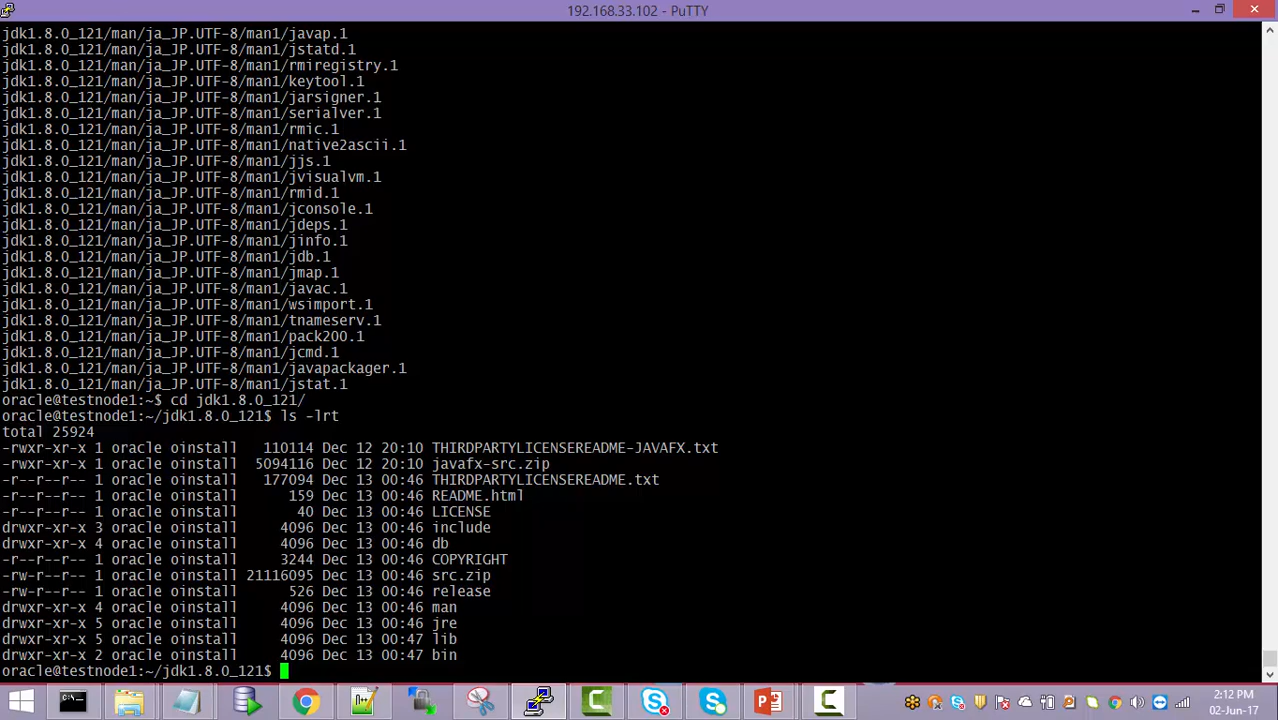 192.168.33.102 - PuTTY
jdk1.8.0_121/man/ja_JP.UTF-8/man1/javap.1
jdk1.8.0_121/man/ja_JP.UTF-8/man1/jstatd.1
jdk1.8.0_121/man/ja_JP.UTF-8/man1/rmiregistry.1
jdk1.8.0_121/man/ja_JP.UTF-8/man1/keytool.1
jdk1.8.0_121/man/ja_JP.UTF-8/man1/jarsigner.1
jdk1.8.0_121/man/ja_JP.UTF-8/man1/serialver.1
jdk1.8.0_121/man/ja_JP.UTF-8/man1/rmic.1
jdk1.8.0_121/man/ja_JP.UTF-8/man1/native2ascii.1
jdk1.8.0_121/man/ja_JP.UTF-8/man1/jjs.1
jdk1.8.0_121/man/ja_JP.UTF-8/man1/jvisualvm.1
jdk1.8.0_121/man/ja_JP.UTF-8/man1/rmid.1
jdk1.8.0_121/man/ja_JP.UTF-8/man1/jconsole.1
jdk1.8.0_121/man/ja_JP.UTF-8/man1/jdeps.1
jdk1.8.0_121/man/ja_JP.UTF-8/man1/jinfo.1
jdk1.8.0_121/man/ja_JP.UTF-8/man1/jdb.1
jdk1.8.0_121/man/ja_JP.UTF-8/man1/jmap.1
jdk1.8.0_121/man/ja_JP.UTF-8/man1/javac.1
jdk1.8.0_121/man/ja_JP.UTF-8/man1/wsimport.1
jdk1.8.0_121/man/ja_JP.UTF-8/man1/tnameserv.1
jdk1.8.0_121/man/ja_JP.UTF-8/man1/pack200.1
jdk1.8.0_121/man/ja_JP.UTF-8/man1/jcmd.1
jdk1.8.0_121/man/ja_JP.UTF-8/man1/javapackager.1
jdk1.8.0_121/man/ja_JP.UTF-8/man1/jstat.1
oracle@testnode1:~$ cd jdk1.8.0_121/
oracle@testnode1:~/jdk1.8.0_121$ ls -lrt
total 25924
-rwxr-xr-x 1 oracle oinstall   110114 Dec 12 20:10 THIRDPARTYLICENSEREADME-JAVAFX.txt
-rwxr-xr-x 1 oracle oinstall  5094116 Dec 12 20:10 javafx-src.zip
-r--r--r-- 1 oracle oinstall   177094 Dec 13 00:46 THIRDPARTYLICENSEREADME.txt
-r--r--r-- 1 oracle oinstall      159 Dec 13 00:46 README.html
-r--r--r-- 1 oracle oinstall       40 Dec 13 00:46 LICENSE
drwxr-xr-x 3 oracle oinstall     4096 Dec 13 00:46 include
drwxr-xr-x 4 oracle oinstall     4096 Dec 13 00:46 db
-r--r--r-- 1 oracle oinstall     3244 Dec 13 00:46 COPYRIGHT
-rw-r--r-- 1 oracle oinstall 21116095 Dec 13 00:46 src.zip
-rw-r--r-- 1 oracle oinstall      526 Dec 13 00:46 release
drwxr-xr-x 4 oracle oinstall     4096 Dec 13 00:46 man
drwxr-xr-x 5 oracle oinstall     4096 Dec 13 00:46 jre
drwxr-xr-x 5 oracle oinstall     4096 Dec 13 00:47 lib
drwxr-xr-x 2 oracle oinstall     4096 Dec 13 00:47 bin
oracle@testnode1:~/jdk1.8.0_121$
2:12 PM
02-Jun-17